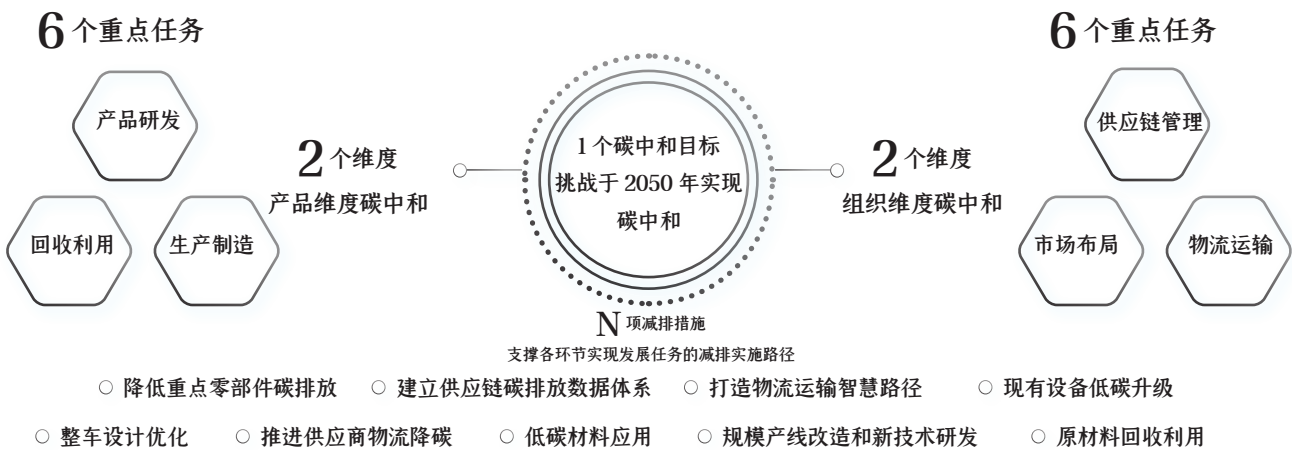 6个重点任务
产品研发
回收利用
生产制造
2个维度
产品维度碳中和
1个碳中和目标
挑战于 2050 年实现
碳中和
2个维度
组织维度碳中和
6个重点任务
供应链管理
市场布局
物流运输
N 项减排措施
支撑各环节实现发展任务的减排实施路径
○ 降低重点零部件碳排放 ○ 建立供应链碳排放数据体系 ○ 打造物流运输智慧路径 ○ 现有设备低碳升级
○ 整车设计优化 ○ 推进供应商物流降碳 ○ 低碳材料应用 ○ 规模产线改造和新技术研发 ○ 原材料回收利用